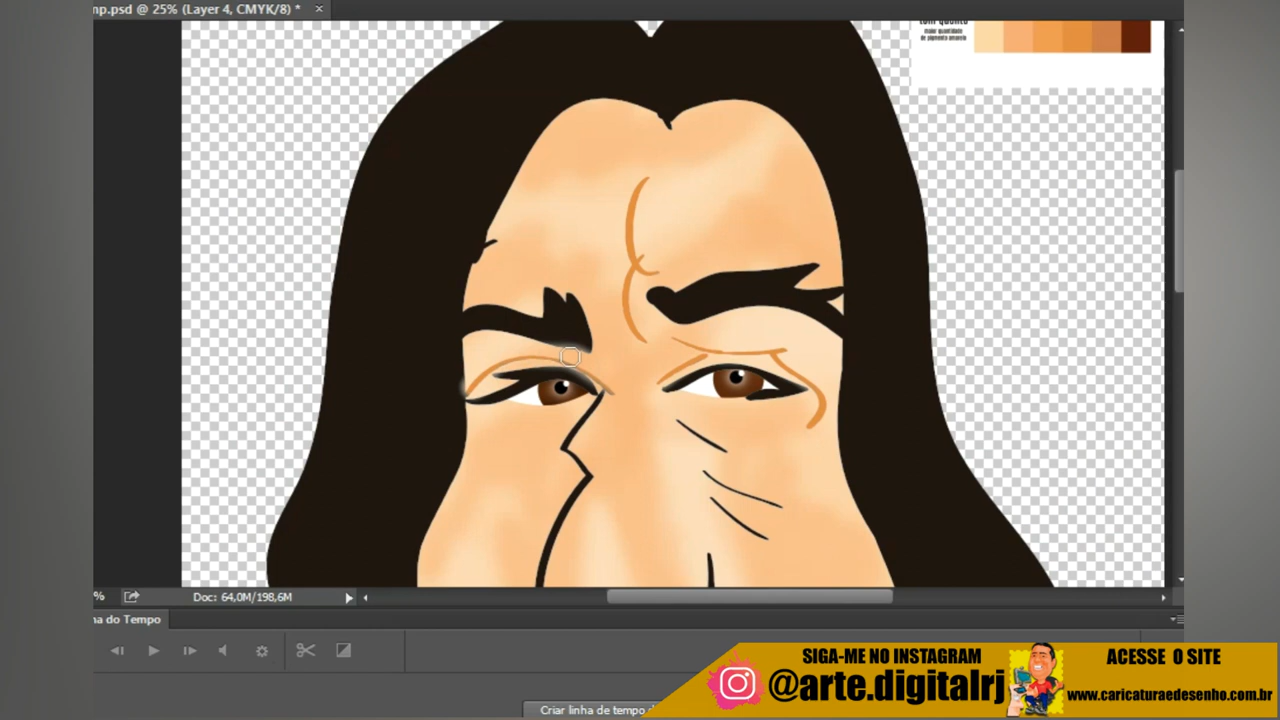 mp.psd @ 25% (Layer 4, CMYK/8) *
tom quente
maior quantidade
de pigmento amarelo
%
Doc: 64,0M/198,6M
ha do Tempo
Criar linha de tempo d
SIGA-ME NO INSTAGRAM
@arte.digitalrj
ACESSE O SITE
www.caricaturaedesenho.com.br